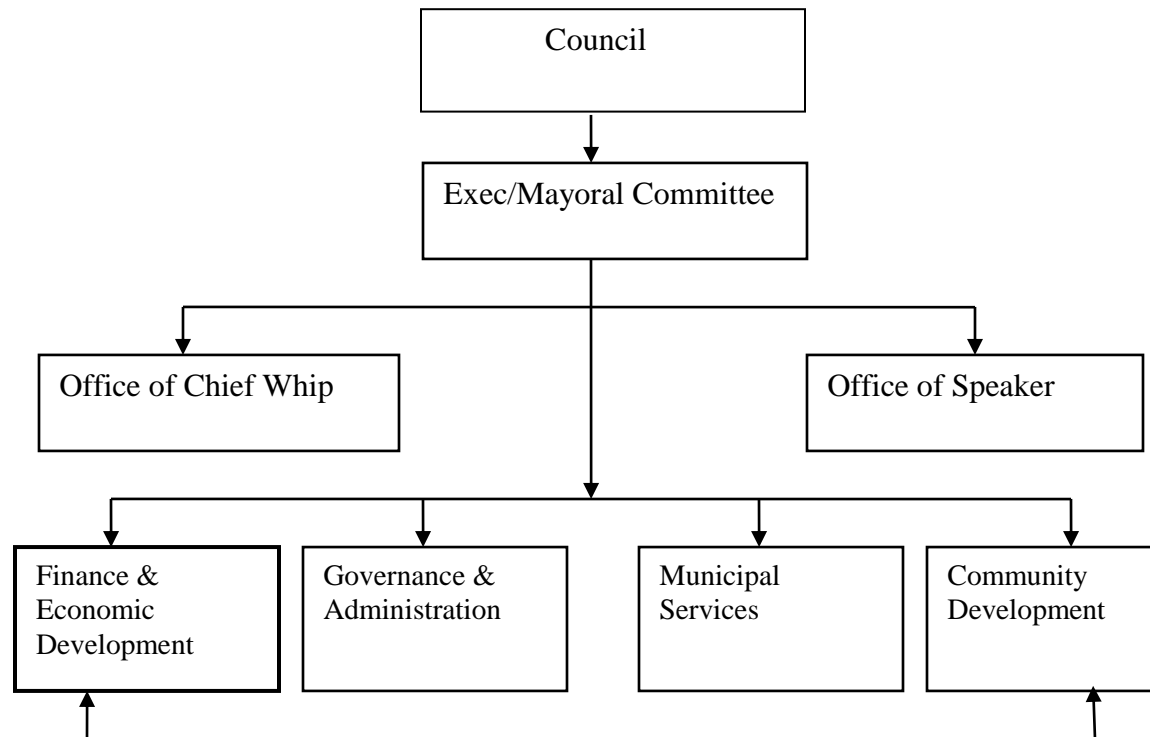 Council
Exec/Mayoral Committee
Office of Chief Whip
Office of Speaker
Finance &
Economic
Development
Governance &
Administration
Municipal
Services
Community
Development